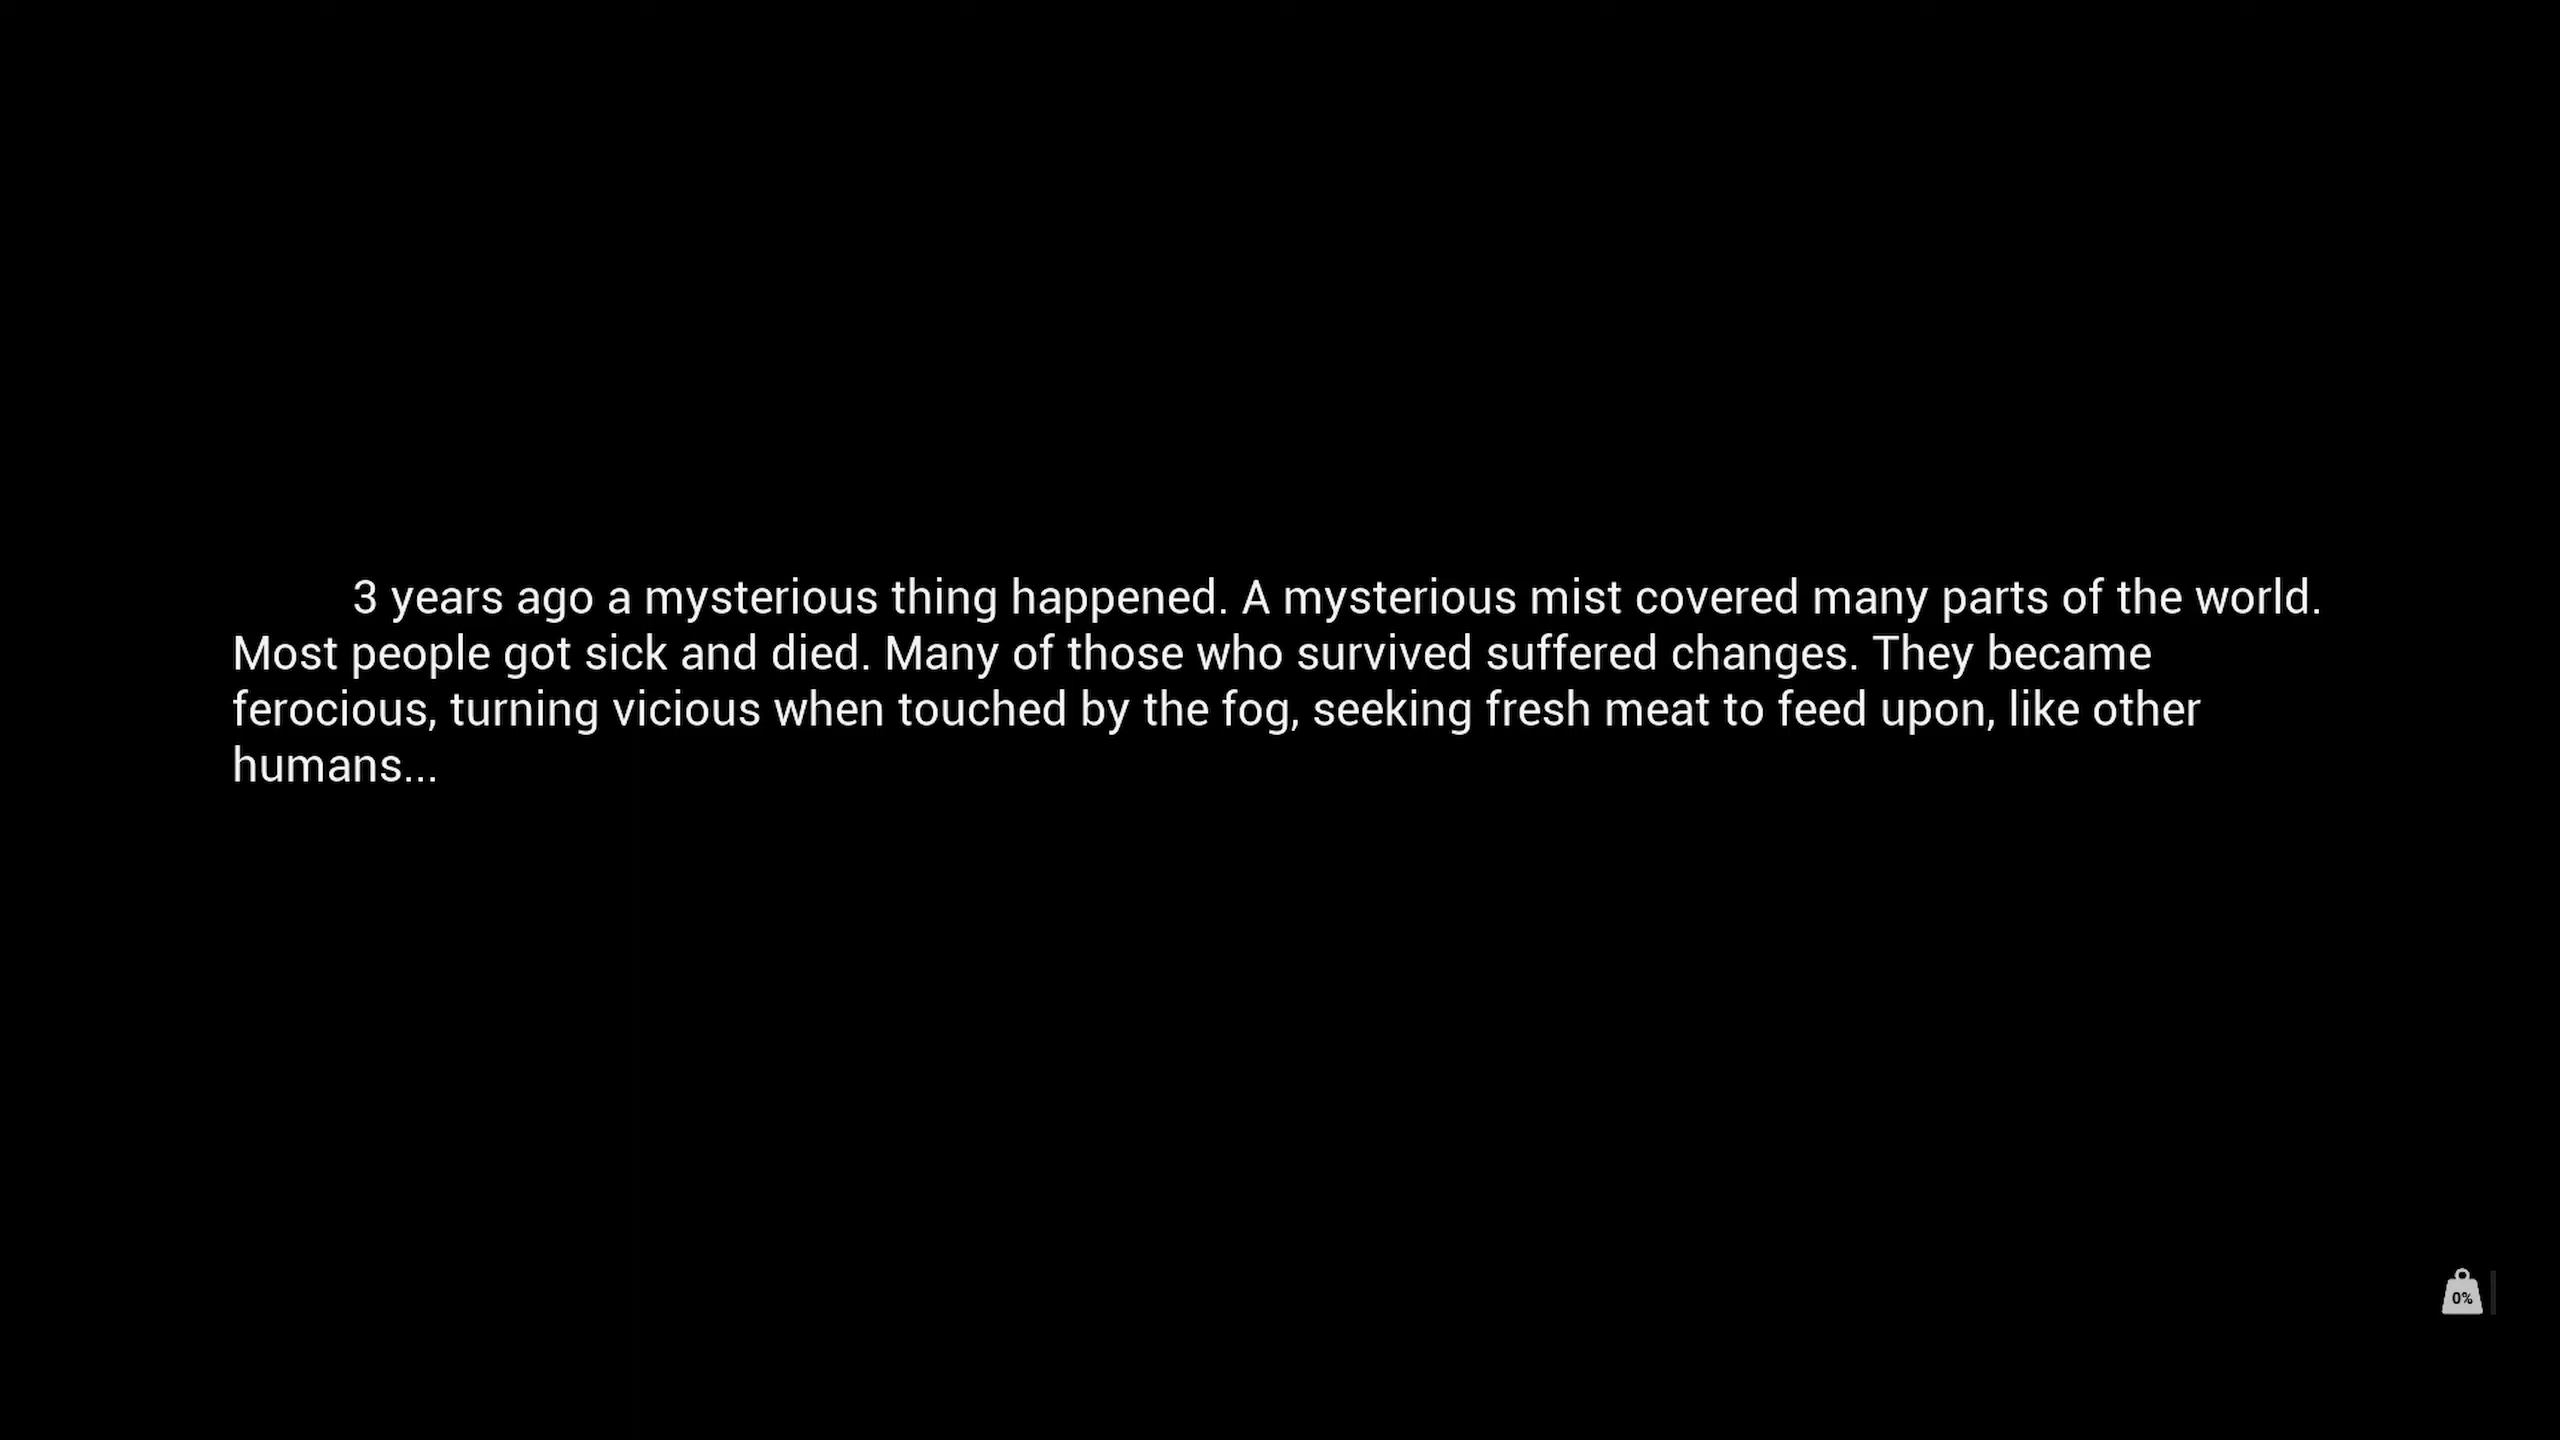 3 years ago a mysterious thing happened. A mysterious mist covered many parts of the world.
Most people got sick and died. Many of those who survived suffered changes. They became
ferocious, turning vicious when touched by the fog, seeking fresh meat to feed upon, like other
humans...
0%